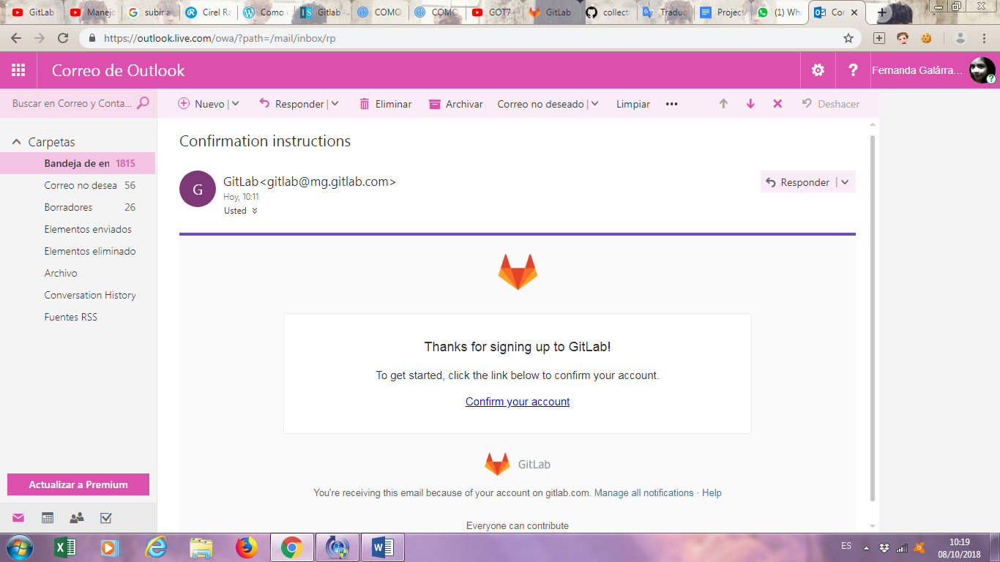 GitLab
Manejo
subir a
Cirel Ra
Como
Gitlab
COMO
COMO
GOT7
GitLab
collect
Traduc
Project
(1) Wha
Cor
https://outlook.live.com/owa/?path=/mail/inbox/rp
Correo de Outlook
Fernanda Galárra...
Buscar en Correo y Conta...
Nuevo
Responder
Eliminar
Archivar
Correo no deseado
Limpiar
Deshacer
Carpetas
Bandeja de en 1815
Correo no desea 56
Borradores 26
Elementos enviados
Elementos eliminado
Archivo
Conversation History
Fuentes RSS
Actualizar a Premium
Confirmation instructions
G
GitLab<gitlab@mg.gitlab.com>
Hoy, 10:11
Usted
Responder
Thanks for signing up to GitLab!
To get started, click the link below to confirm your account.
Confirm your account
GitLab
You're receiving this email because of your account on gitlab.com. Manage all notifications · Help
Everyone can contribute
ES
10:19
08/10/2018